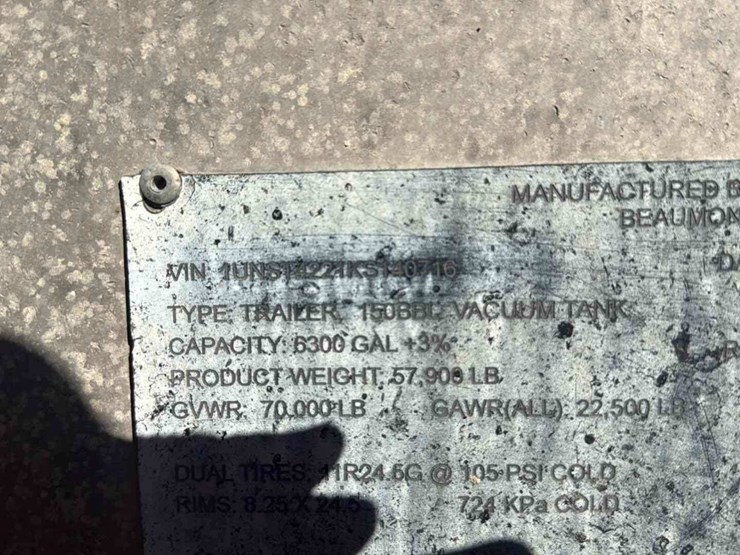 MANUFACTURED B
BEAUMON
VIN
TYPE: TRAILER, 150BBL VACUUM TANK
CAPACITY: 6300 GAL +3%
PRODUCT WEIGHT: 57,900 LB
GVWR: 70,000 LB GAWR(ALL): 22,500 LB
DUAL TIRES: 11R24.5G @ 105 PSI COLD
RIMS: 8.25 X 24.5 724 KPa COLD